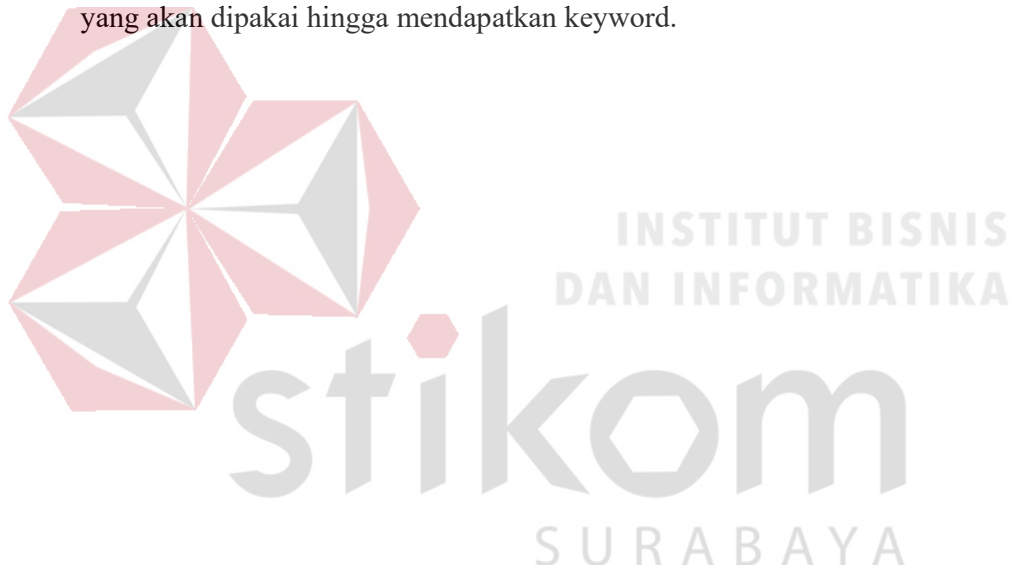 yang akan dipakai hingga mendapatkan keyword.
INSTITUT BISNIS
DAN INFORMATIKA
stikom
SURABAYA